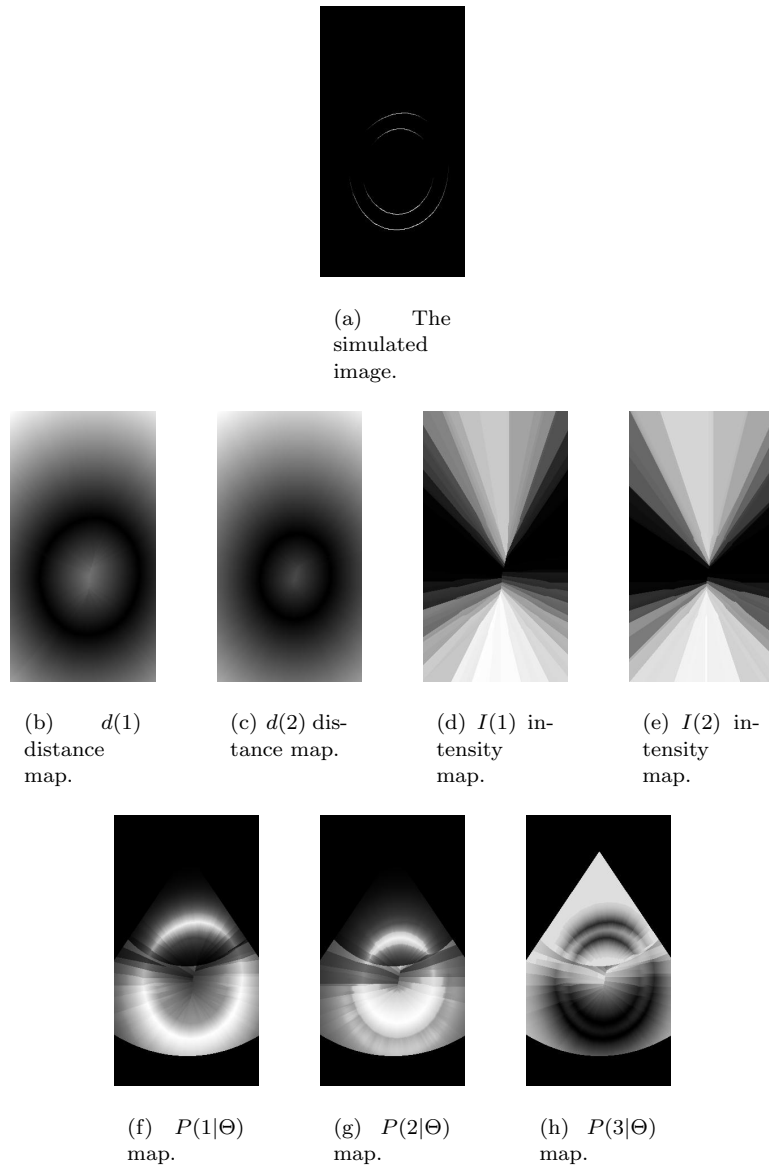 (a) The
simulated
image.
(b) d(1)
distance
map.
(c) d(2) dis-
tance map.
(d) I(1) in-
tensity
map.
(e) I(2) in-
tensity
map.
(f) P(1|Θ)
map.
(g) P(2|Θ)
map.
(h) P(3|Θ)
map.